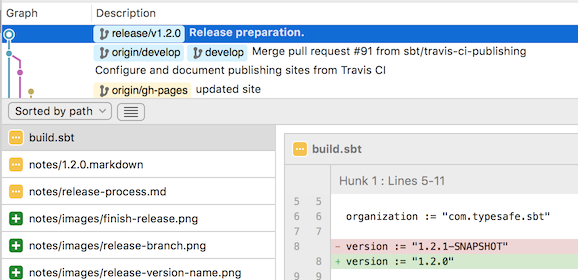 Graph Description
release/v1.2.0 Release preparation.
origin/develop develop Merge pull request #91 from sbt/travis-ci-publishing
Configure and document publishing sites from Travis CI
origin/gh-pages updated site
Sorted by path
build.sbt
notes/1.2.0.markdown
notes/release-process.md
notes/images/finish-release.png
notes/images/release-branch.png
notes/images/release-version-name.png
build.sbt
Hunk 1 : Lines 5-11
5 5
6 6 organization := "com.typesafe.sbt"
7 7
8 - version := "1.2.1-SNAPSHOT"
8 + version := "1.2.0"
9 9